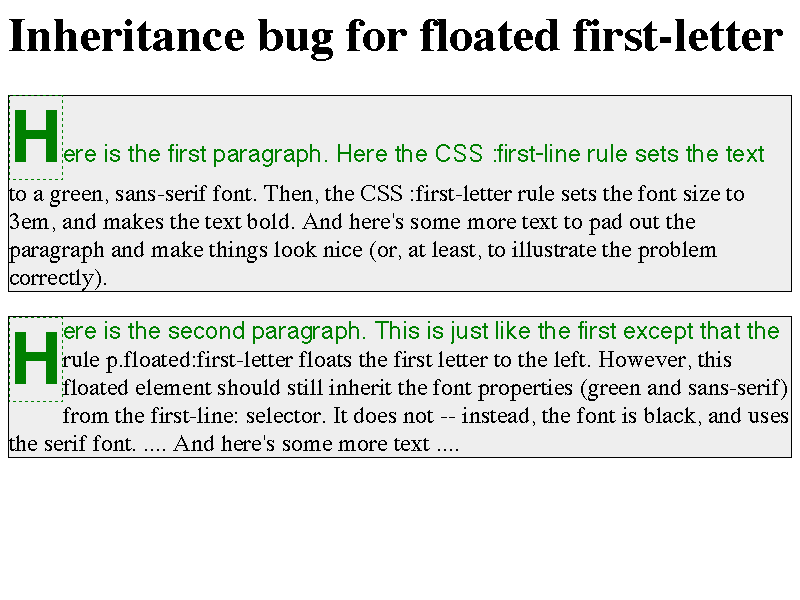 Inheritance bug for floated first-letter
Here is the first paragraph. Here the CSS :first-line rule sets the text
to a green, sans-serif font. Then, the CSS :first-letter rule sets the font size to
3em, and makes the text bold. And here's some more text to pad out the
paragraph and make things look nice (or, at least, to illustrate the problem
correctly).
Here is the second paragraph. This is just like the first except that the
rule p.floated:first-letter floats the first letter to the left. However, this
floated element should still inherit the font properties (green and sans-serif)
from the first-line: selector. It does not -- instead, the font is black, and uses
the serif font. .... And here's some more text ....